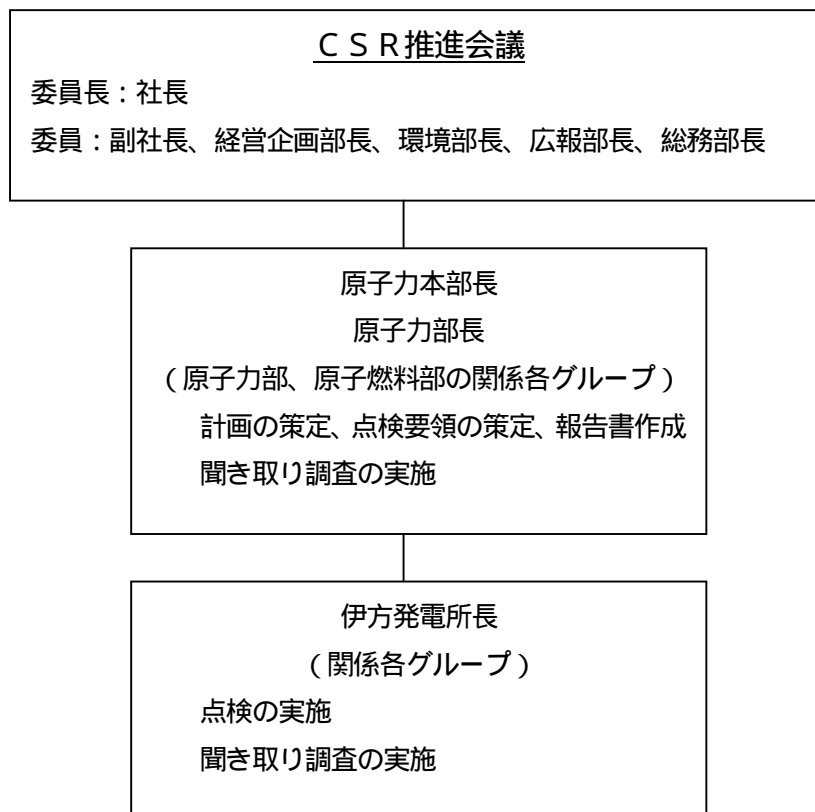 ＣＳＲ推進会議
委員長：社長
委員：副社長、経営企画部長、環境部長、広報部長、総務部長
原子力本部長
原子力部長
（原子力部、原子燃料部の関係各グループ）
計画の策定、点検要領の策定、報告書作成
聞き取り調査の実施
伊方発電所長
（関係各グループ）
点検の実施
聞き取り調査の実施